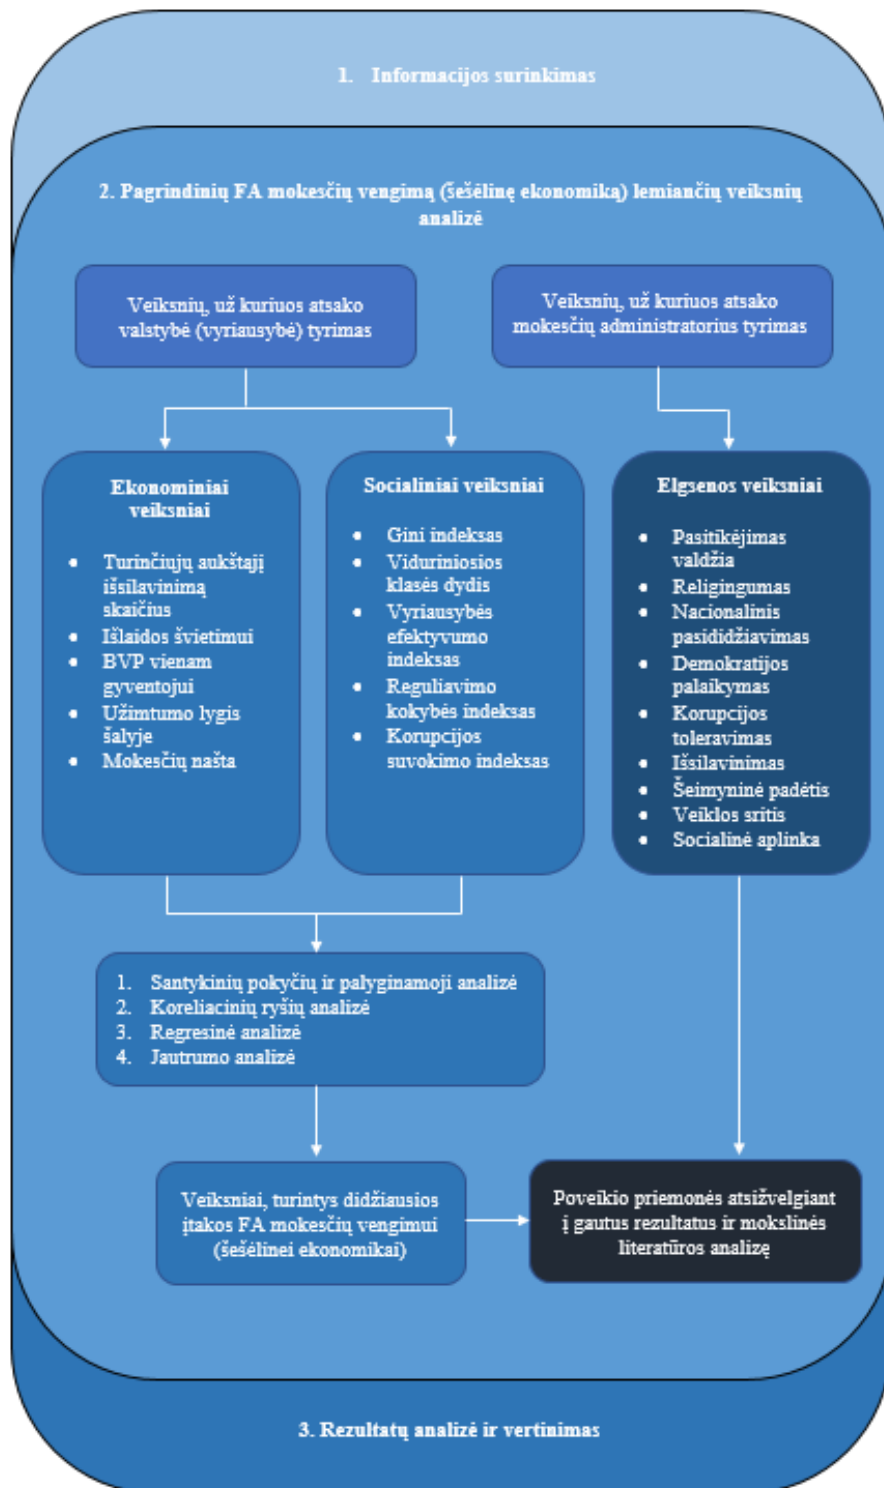 1. Informacijos surinkimas
2. Pagrindinių FA mokesčių vengimą (šešėlinę ekonomiką) lemiančių veiksnių
analizė
Veiksnių, už kuriuos atsako
valstybė (vyriausybė) tyrimas
Veiksnių, už kuriuos atsako
mokesčių administratorius tyrimas
Ekonominiai
veiksniai
• Turinčiųjų aukštąjį
išsilavinimą
skaičius
• Išlaidos švietimui
• BVP vienam
gyventojui
• Užimtumo lygis
šalyje
• Mokesčių našta
Socialiniai veiksniai
• Gini indeksas
• Viduriniosios
klasės dydis
• Vyriausybės
efektyvumo
indeksas
• Reguliavimo
kokybės indeksas
• Korupcijos
suvokimo indeksas
Elgsenos veiksniai
• Pasitikėjimas
valdžia
• Religingumas
• Nacionalinis
pasididžiavimas
• Demokratijos
palaikymas
• Korupcijos
toleravimas
• Išsilavinimas
• Šeimyninė padėtis
• Veiklos sritis
• Socialinė aplinka
1. Santykinių pokyčių ir palyginamoji analizė
2. Koreliacinių ryšių analizė
3. Regresinė analizė
4. Jautrumo analizė
Veiksniai, turintys didžiausios
įtakos FA mokesčių vengimui
(šešėlinei ekonomikai)
Poveikio priemonės atsižvelgiant
į gautus rezultatus ir mokslinės
literatūros analizę
3. Rezultatų analizė ir vertinimas